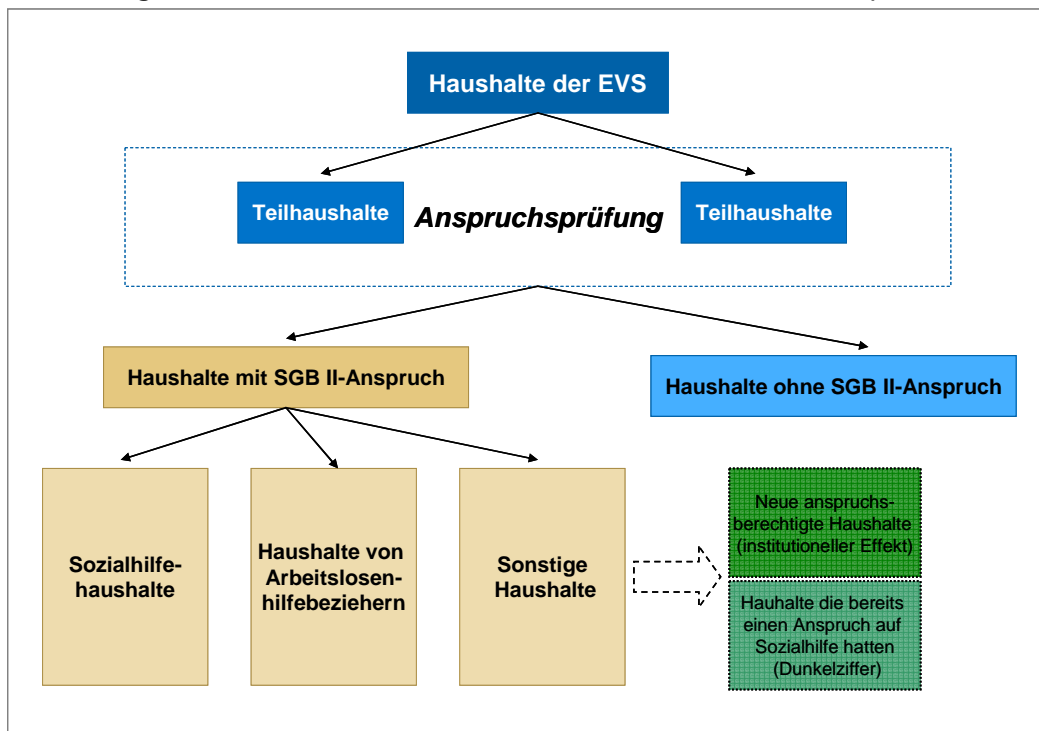 Haushalte der EVS
Teilhaushalte
Anspruchsprüfung
Teilhaushalte
Haushalte mit SGB II-Anspruch
Haushalte ohne SGB II-Anspruch
Sozialhilfe-
haushalte
Haushalte von
Arbeitslosen-
hilfebeziehern
Sonstige
Haushalte
Neue anspruchs-
berechtigte Haushalte
(institutioneller Effekt)
Hauhalte die bereits
einen Anspruch auf
Sozialhilfe hatten
(Dunkelziffer)